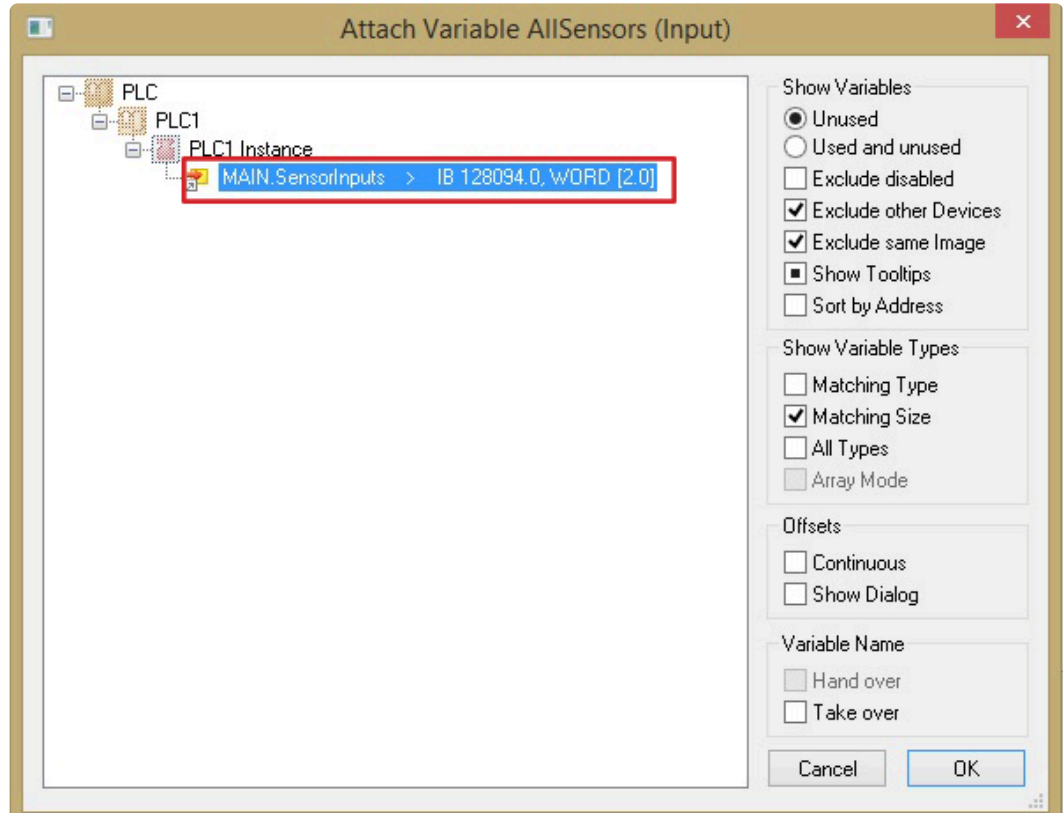 Attach Variable AllSensors (Input)
PLC
PLC1
PLC1 Instance
MAIN.SensorInputs > IB 128094.0, WORD [2.0]
Show Variables
Unused
Used and unused
Exclude disabled
Exclude other Devices
Exclude same Image
Show Tooltips
Sort by Address
Show Variable Types
Matching Type
Matching Size
All Types
Array Mode
Offsets
Continuous
Show Dialog
Variable Name
Hand over
Take over
Cancel
OK